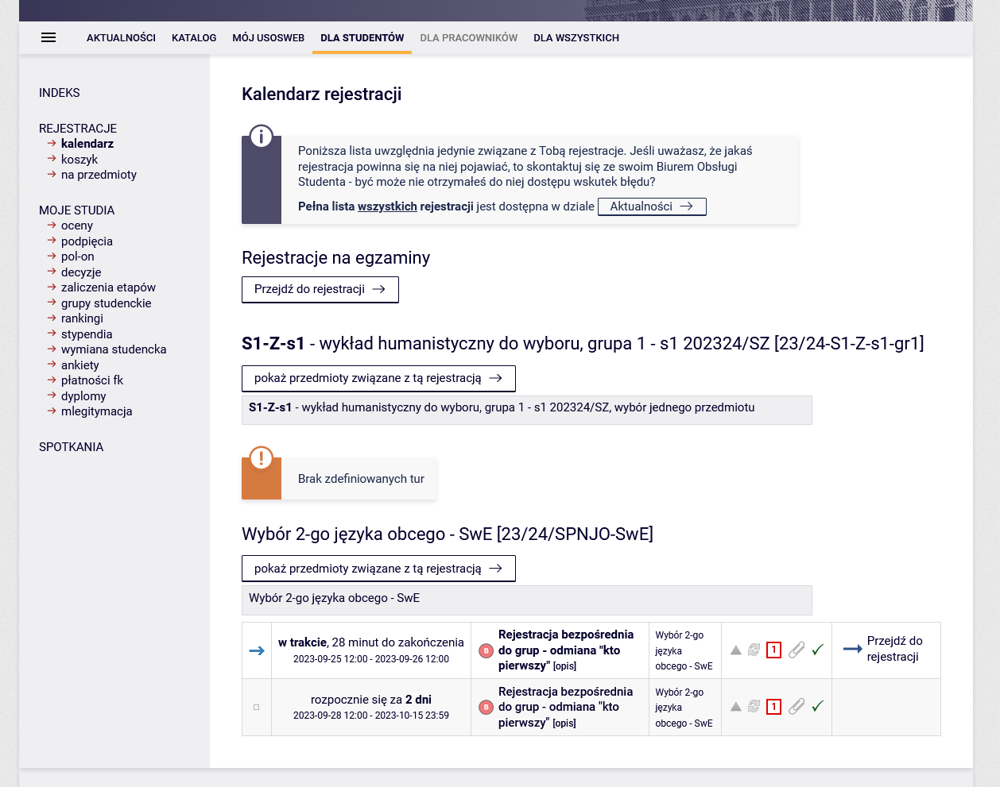 AKTUALNOŚCI KATALOG MÓJ USOSWEB DLA STUDENTÓW DLA PRACOWNIKÓW DLA WSZYSTKICH
INDEKS
REJESTRACJE
kalendarz
koszyk
na przedmioty
MOJE STUDIA
oceny
podpięcia
pol-on
decyzje
zaliczenia etapów
grupy studenckie
rankingi
stypendia
wymiana studencka
ankiety
płatności fk
dyplomy
mlegitymacja
SPOTKANIA
Kalendarz rejestracji
Poniższa lista uwzględnia jedynie związane z Tobą rejestracje. Jeśli uważasz, że jakaś
rejestracja powinna się na niej pojawiać, to skontaktuj się ze swoim Biurem Obsługi
Studenta - być może nie otrzymałeś do niej dostępu wskutek błędu?
Pełna lista wszystkich rejestracji jest dostępna w dziale Aktualności
Rejestracje na egzaminy
Przejdź do rejestracji
S1-Z-s1 - wykład humanistyczny do wyboru, grupa 1 - s1 202324/SZ [23/24-S1-Z-s1-gr1]
pokaż przedmioty związane z tą rejestracją
S1-Z-s1 - wykład humanistyczny do wyboru, grupa 1 - s1 202324/SZ, wybór jednego przedmiotu
Brak zdefiniowanych tur
Wybór 2-go języka obcego - SwE [23/24/SPNJO-SwE]
pokaż przedmioty związane z tą rejestracją
Wybór 2-go języka obcego - SwE
w trakcie, 28 minut do zakończenia
2023-09-25 12:00 - 2023-09-26 12:00
B
Rejestracja bezpośrednia
do grup - odmiana "kto
pierwszy" [opis]
Wybór 2-go
języka
obcego - SwE
1
Przejdź do
rejestracji
rozpocznie się za 2 dni
2023-09-28 12:00 - 2023-10-15 23:59
B
Rejestracja bezpośrednia
do grup - odmiana "kto
pierwszy" [opis]
Wybór 2-go
języka
obcego - SwE
1